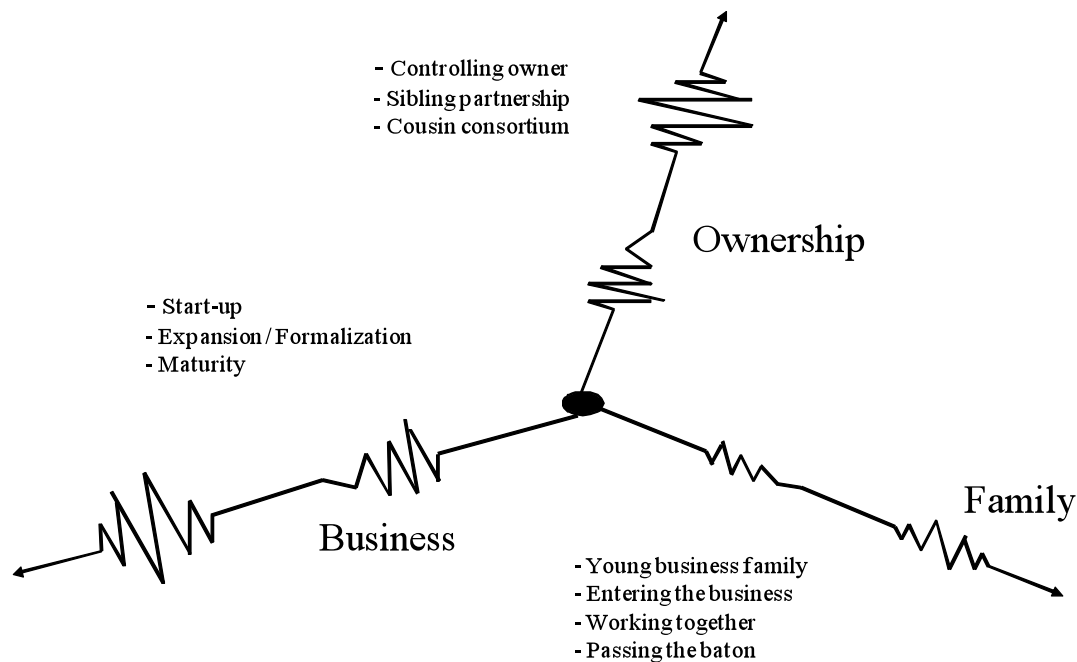 - Controlling owner
- Sibling partnership
- Cousin consortium
Ownership
- Start-up
- Expansion / Formalization
- Maturity
Business
Family
- Young business family
- Entering the business
- Working together
- Passing the baton